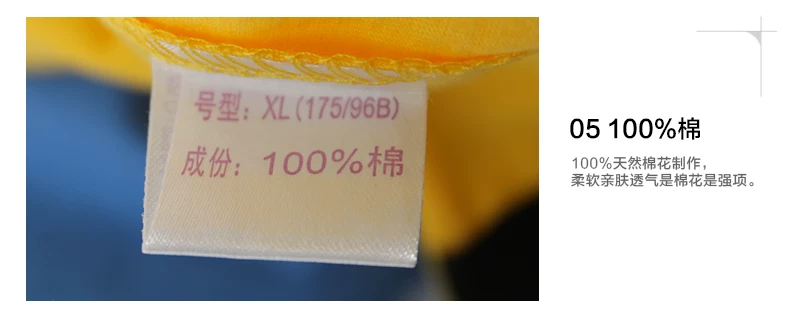 号型：XL(175/96B)
成份：100%棉
05 100%棉
100%天然棉花制作，
柔软亲肤透气是棉花是强项。